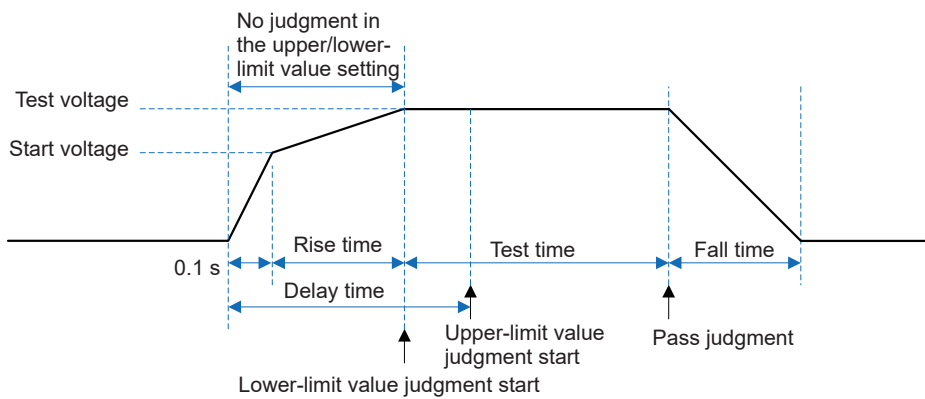 No judgment in
the upper/lower-
limit value setting
Test voltage
Start voltage
Rise time
Test time
Fall time
0.1 s
Delay time
Upper-limit value
judgment start
Pass judgment
Lower-limit value judgment start